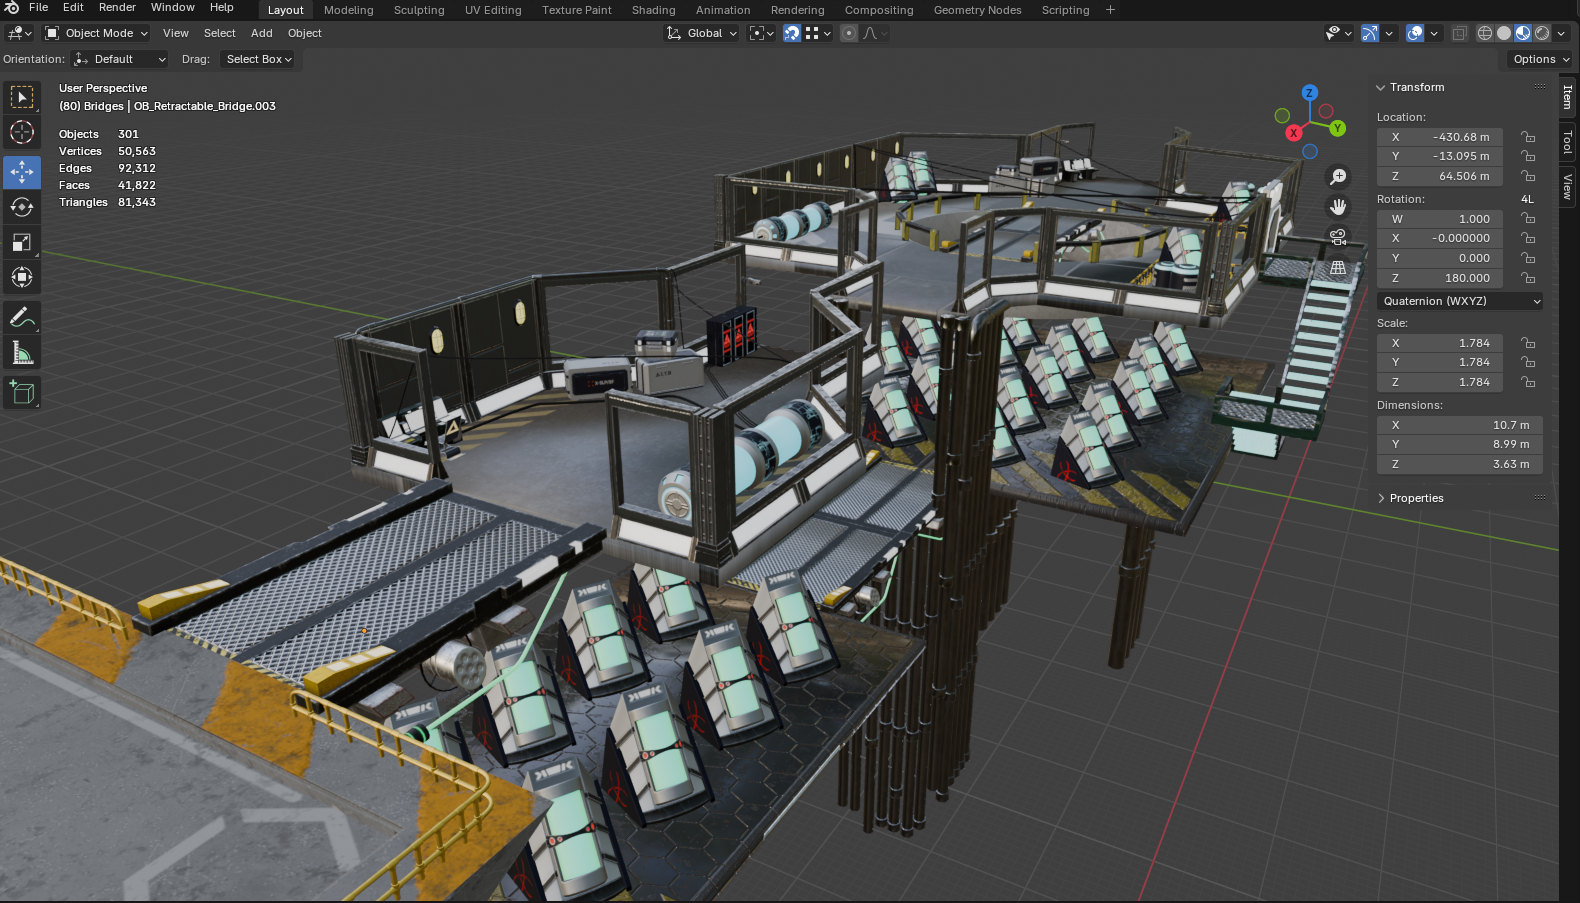 File Edit Render Window Help Layout Modeling Sculpting UV Editing Texture Paint Shading Animation Rendering Compositing Geometry Nodes Scripting +
Object Mode View Select Add Object Global
Orientation: Default Drag: Select Box Options
User Perspective
(80) Bridges | OB_Retractable_Bridge.003
Objects 301
Vertices 50,563
Edges 92,312
Faces 41,822
Triangles 81,343
Z
X
Y
Transform
Location:
X -430.68 m
Y -13.095 m
Z 64.506 m
Rotation: 4L
W 1.000
X -0.000000
Y 0.000
Z 180.000
Quaternion (WXYZ)
Scale:
X 1.784
Y 1.784
Z 1.784
Dimensions:
X 10.7 m
Y 8.99 m
Z 3.63 m
Properties
Item
Tool
View